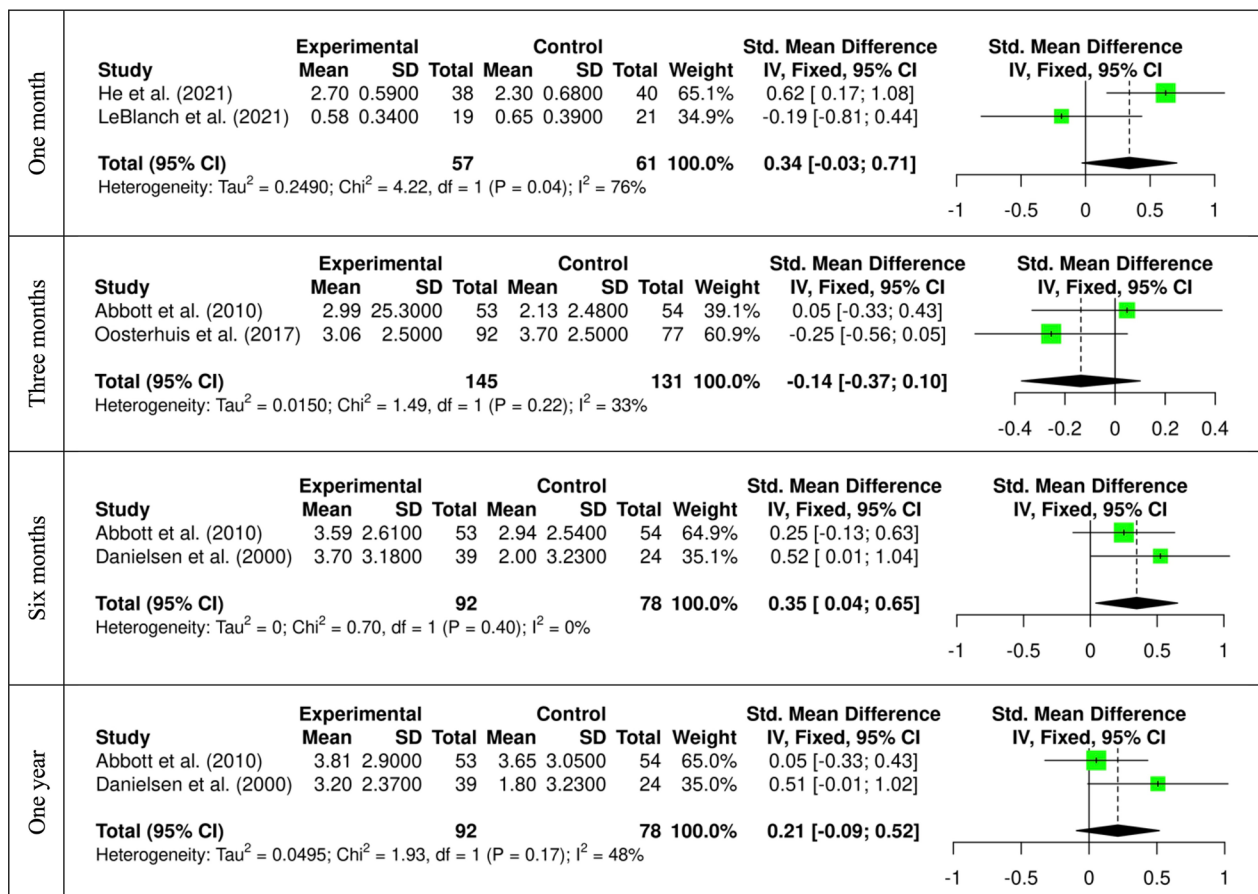 One month
Experimental Control Std. Mean Difference Std. Mean Difference
Study Mean SD Total Mean SD Total Weight IV, Fixed, 95% CI IV, Fixed, 95% CI
He et al. (2021) 2.70 0.5900 38 2.30 0.6800 40 65.1% 0.62 [ 0.17; 1.08]
LeBlanch et al. (2021) 0.58 0.3400 19 0.65 0.3900 21 34.9% -0.19 [-0.81; 0.44]
Total (95% CI) 57 61 100.0% 0.34 [-0.03; 0.71]
Heterogeneity: Tau² = 0.2490; Chi² = 4.22, df = 1 (P = 0.04); I² = 76%
-1 -0.5 0 0.5 1
Three months
Experimental Control Std. Mean Difference Std. Mean Difference
Study Mean SD Total Mean SD Total Weight IV, Fixed, 95% CI IV, Fixed, 95% CI
Abbott et al. (2010) 2.99 25.3000 53 2.13 2.4800 54 39.1% 0.05 [-0.33; 0.43]
Oosterhuis et al. (2017) 3.06 2.5000 92 3.70 2.5000 77 60.9% -0.25 [-0.56; 0.05]
Total (95% CI) 145 131 100.0% -0.14 [-0.37; 0.10]
Heterogeneity: Tau² = 0.0150; Chi² = 1.49, df = 1 (P = 0.22); I² = 33%
-0.4 -0.2 0 0.2 0.4
Six months
Experimental Control Std. Mean Difference Std. Mean Difference
Study Mean SD Total Mean SD Total Weight IV, Fixed, 95% CI IV, Fixed, 95% CI
Abbott et al. (2010) 3.59 2.6100 53 2.94 2.5400 54 64.9% 0.25 [-0.13; 0.63]
Danielsen et al. (2000) 3.70 3.1800 39 2.00 3.2300 24 35.1% 0.52 [ 0.01; 1.04]
Total (95% CI) 92 78 100.0% 0.35 [ 0.04; 0.65]
Heterogeneity: Tau² = 0; Chi² = 0.70, df = 1 (P = 0.40); I² = 0%
-1 -0.5 0 0.5 1
One year
Experimental Control Std. Mean Difference Std. Mean Difference
Study Mean SD Total Mean SD Total Weight IV, Fixed, 95% CI IV, Fixed, 95% CI
Abbott et al. (2010) 3.81 2.9000 53 3.65 3.0500 54 65.0% 0.05 [-0.33; 0.43]
Danielsen et al. (2000) 3.20 2.3700 39 1.80 3.2300 24 35.0% 0.51 [-0.01; 1.02]
Total (95% CI) 92 78 100.0% 0.21 [-0.09; 0.52]
Heterogeneity: Tau² = 0.0495; Chi² = 1.93, df = 1 (P = 0.17); I² = 48%
-1 -0.5 0 0.5 1